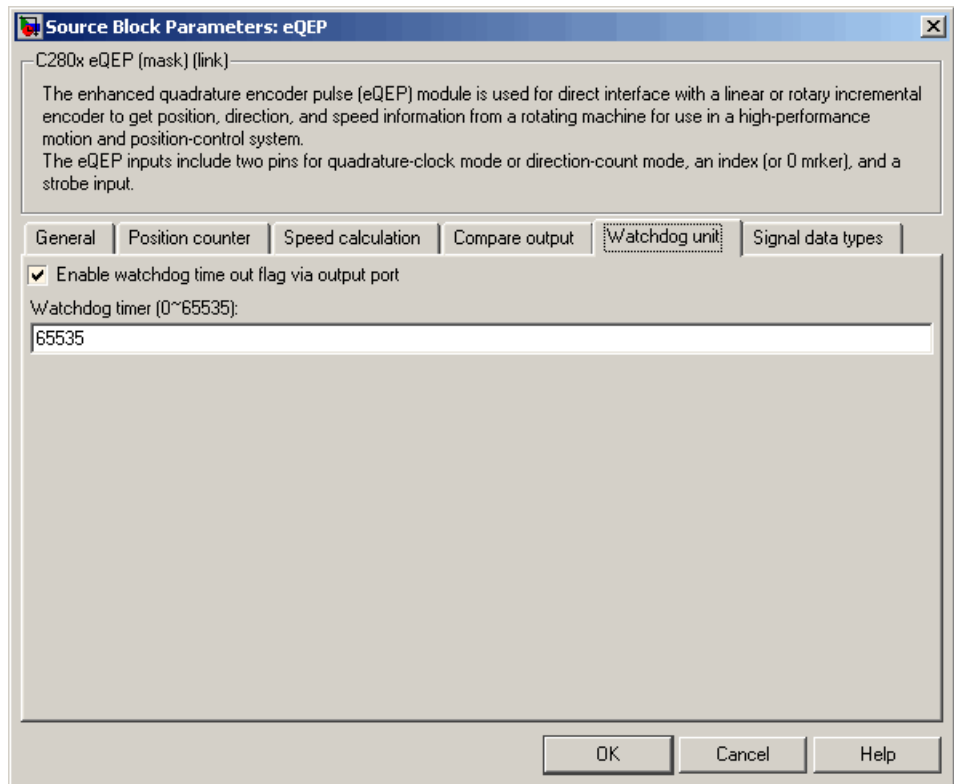 Source Block Parameters: eQEP
C280x eQEP (mask) (link)
The enhanced quadrature encoder pulse (eQEP) module is used for direct interface with a linear or rotary incremental
encoder to get position, direction, and speed information from a rotating machine for use in a high-performance
motion and position-control system.
The eQEP inputs include two pins for quadrature-clock mode or direction-count mode, an index (or 0 mrker), and a
strobe input.
General Position counter Speed calculation Compare output Watchdog unit Signal data types
Enable watchdog time out flag via output port
Watchdog timer (0~65535):
65535
OK Cancel Help